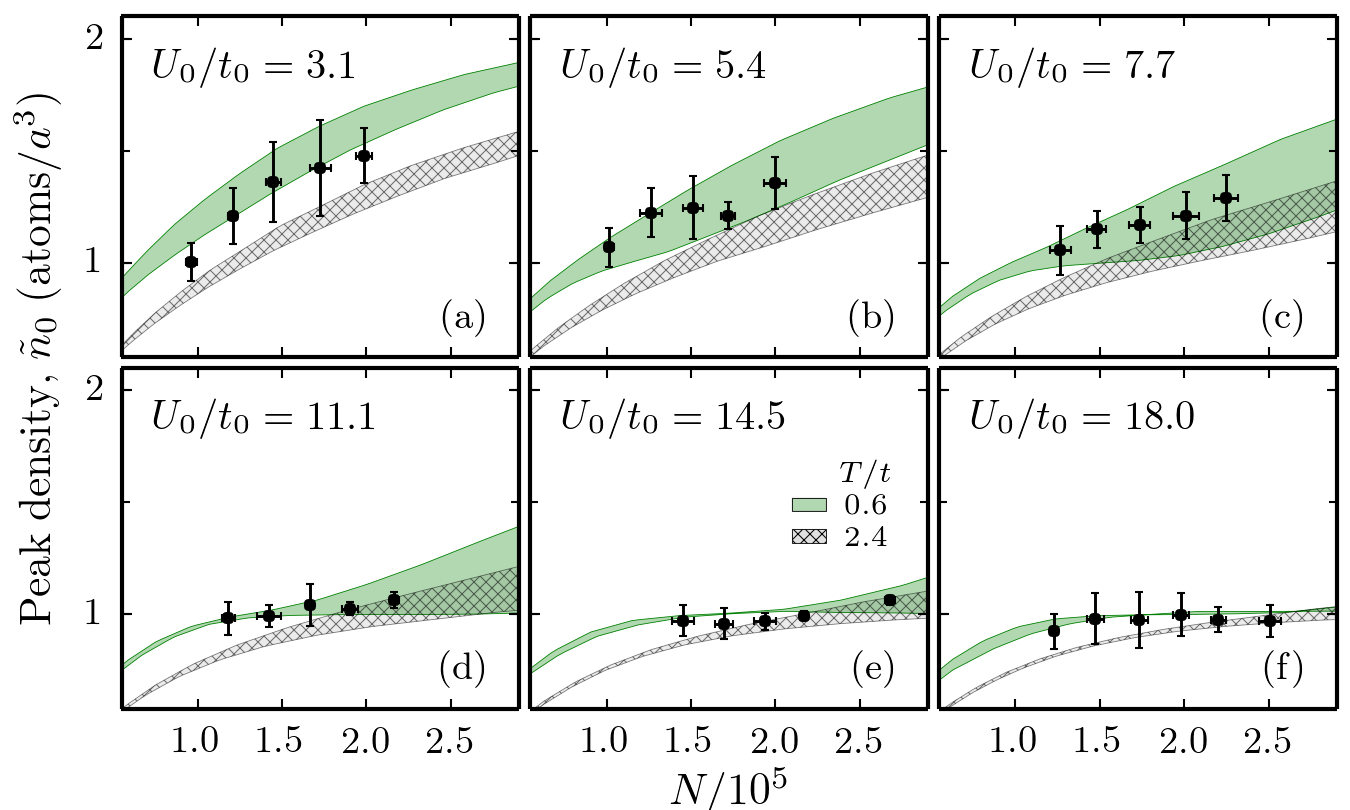 Peak density, ñ₀ (atoms/a³)
2
1
U₀/t₀ = 3.1
(a)
U₀/t₀ = 5.4
(b)
U₀/t₀ = 7.7
(c)
2
1
U₀/t₀ = 11.1
(d)
U₀/t₀ = 14.5
T/t
0.6
2.4
(e)
U₀/t₀ = 18.0
(f)
1.0 1.5 2.0 2.5
1.0 1.5 2.0 2.5
1.0 1.5 2.0 2.5
N/10⁵